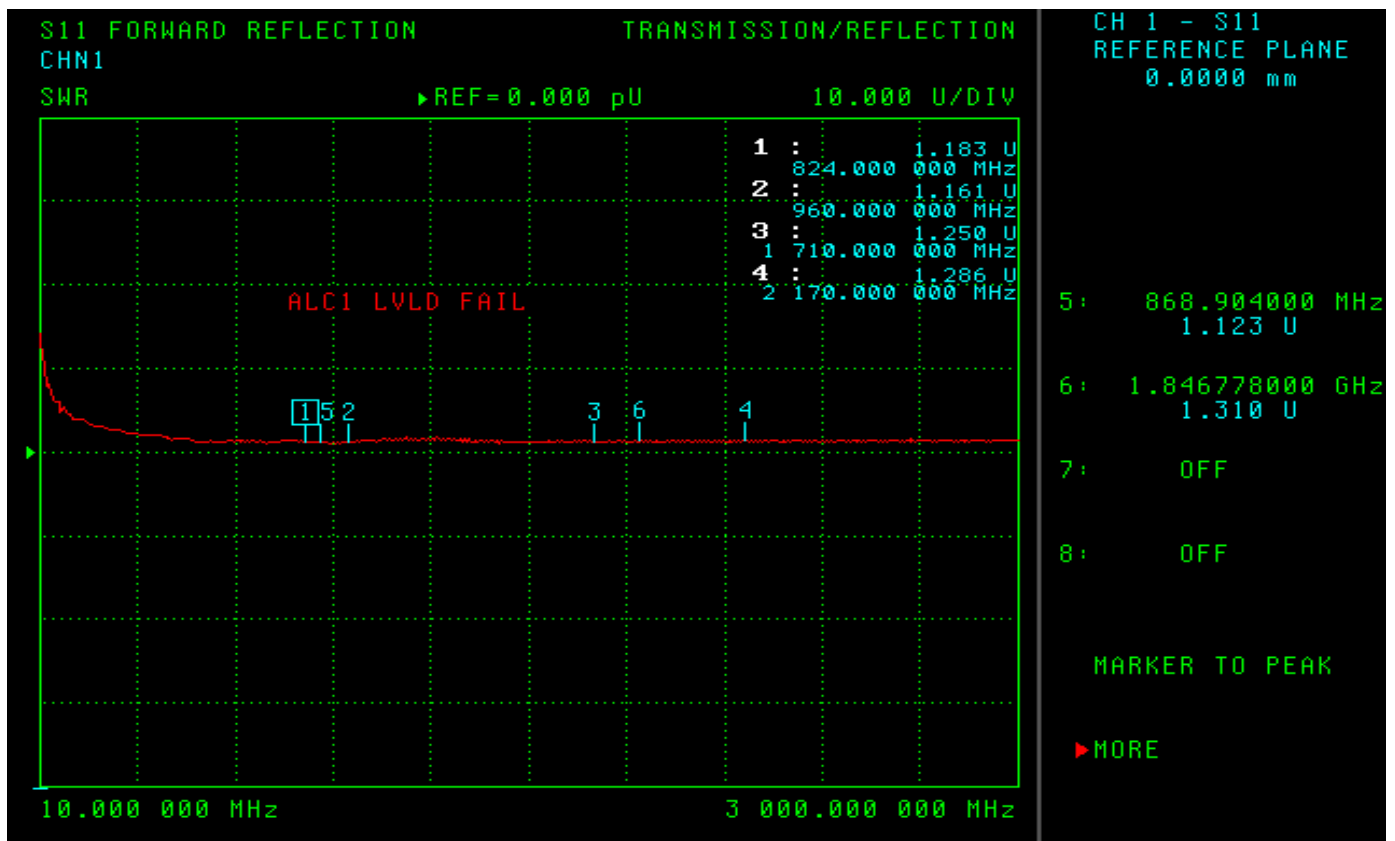 S11 FORWARD REFLECTION TRANSMISSION/REFLECTION
CHN1
SWR ▶REF=0.000 pU 10.000 U/DIV
1 : 1.183 U
824.000 000 MHz
2 : 1.161 U
960.000 000 MHz
3 : 1.250 U
1 710.000 000 MHz
4 : 1.286 U
2 170.000 000 MHz
ALC1 LVLD FAIL
1 5 2 3 6 4
10.000 000 MHz 3 000.000 000 MHz
CH 1 - S11
REFERENCE PLANE
0.0000 mm
5: 868.904000 MHz
1.123 U
6: 1.846778000 GHz
1.310 U
7: OFF
8: OFF
MARKER TO PEAK
▶MORE